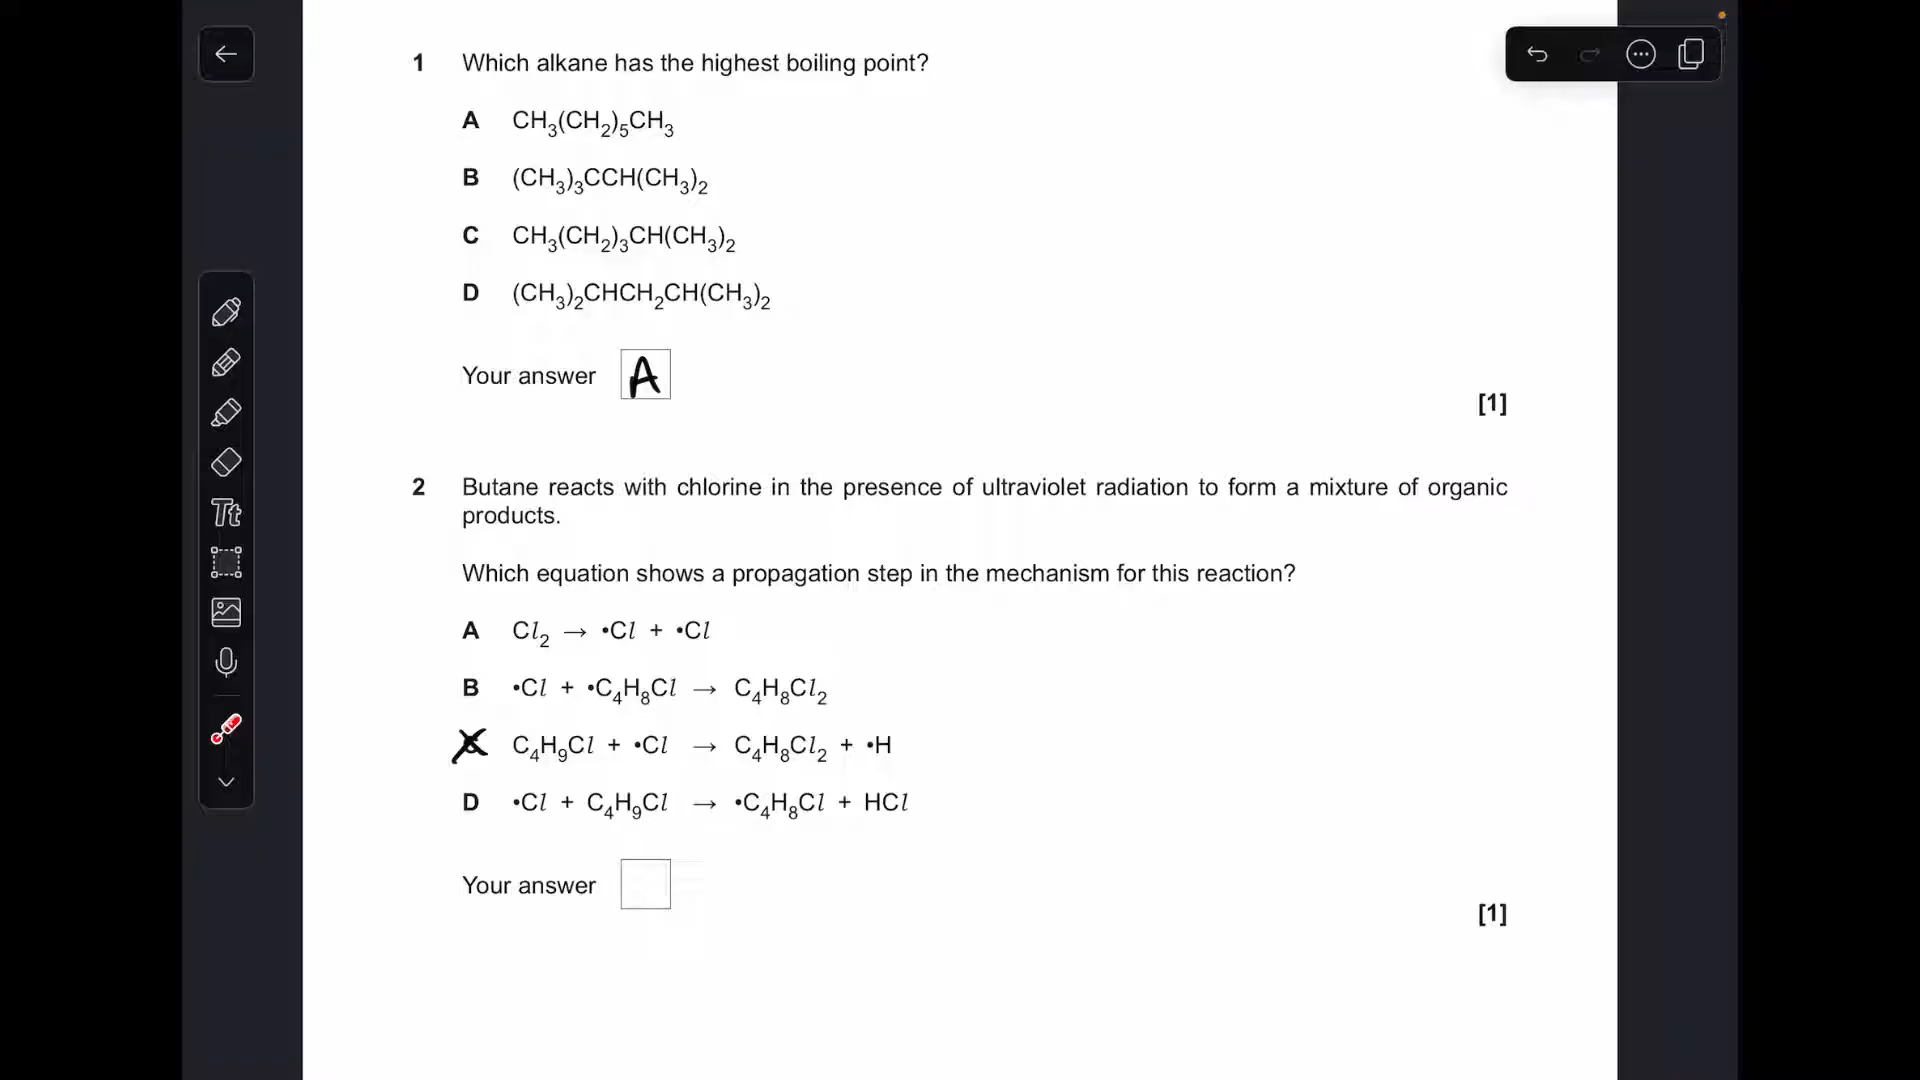 1 Which alkane has the highest boiling point?
A CH₃(CH₂)₅CH₃
B (CH₃)₃CCH(CH₃)₂
C CH₃(CH₂)₃CH(CH₃)₂
D (CH₃)₂CHCH₂CH(CH₃)₂
Your answer A
[1]
2 Butane reacts with chlorine in the presence of ultraviolet radiation to form a mixture of organic
products.
Which equation shows a propagation step in the mechanism for this reaction?
A Cl₂ → •Cl + •Cl
B •Cl + •C₄H₈Cl → C₄H₈Cl₂
C C₄H₉Cl + •Cl → C₄H₈Cl₂ + •H
D •Cl + C₄H₉Cl → •C₄H₈Cl + HCl
Your answer
[1]
Tt